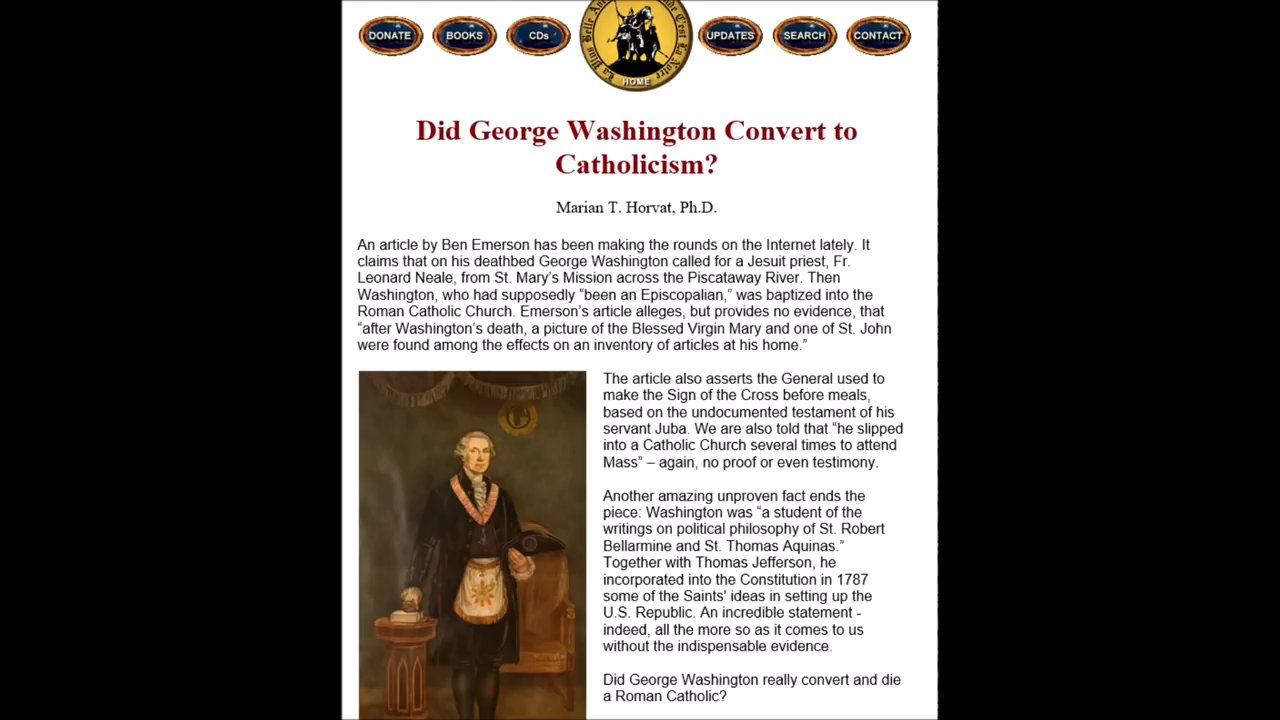 DONATE
BOOKS
CDs
HOME
UPDATES
SEARCH
CONTACT
Did George Washington Convert to
Catholicism?
Marian T. Horvat, Ph.D.
An article by Ben Emerson has been making the rounds on the Internet lately. It
claims that on his deathbed George Washington called for a Jesuit priest, Fr.
Leonard Neale, from St. Mary’s Mission across the Piscataway River. Then
Washington, who had supposedly “been an Episcopalian,” was baptized into the
Roman Catholic Church. Emerson’s article alleges, but provides no evidence, that
“after Washington’s death, a picture of the Blessed Virgin Mary and one of St. John
were found among the effects on an inventory of articles at his home.”
The article also asserts the General used to
make the Sign of the Cross before meals,
based on the undocumented testament of his
servant Juba. We are also told that “he slipped
into a Catholic Church several times to attend
Mass” – again, no proof or even testimony.
Another amazing unproven fact ends the
piece: Washington was “a student of the
writings on political philosophy of St. Robert
Bellarmine and St. Thomas Aquinas.”
Together with Thomas Jefferson, he
incorporated into the Constitution in 1787
some of the Saints' ideas in setting up the
U.S. Republic. An incredible statement -
indeed, all the more so as it comes to us
without the indispensable evidence.
Did George Washington really convert and die
a Roman Catholic?